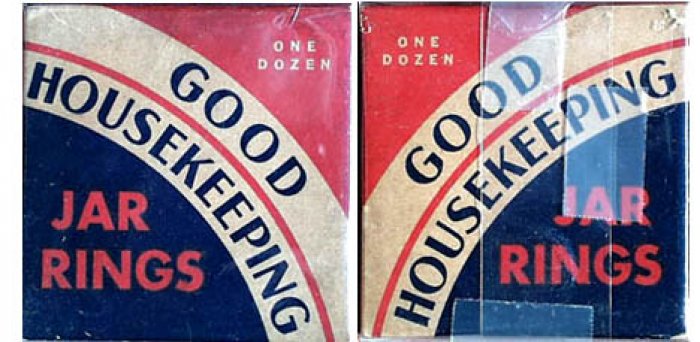 ONE
DOZEN
GOOD
HOUSEKEEPING
JAR
RINGS
ONE
DOZEN
GOOD
HOUSEKEEPING
JAR
RINGS